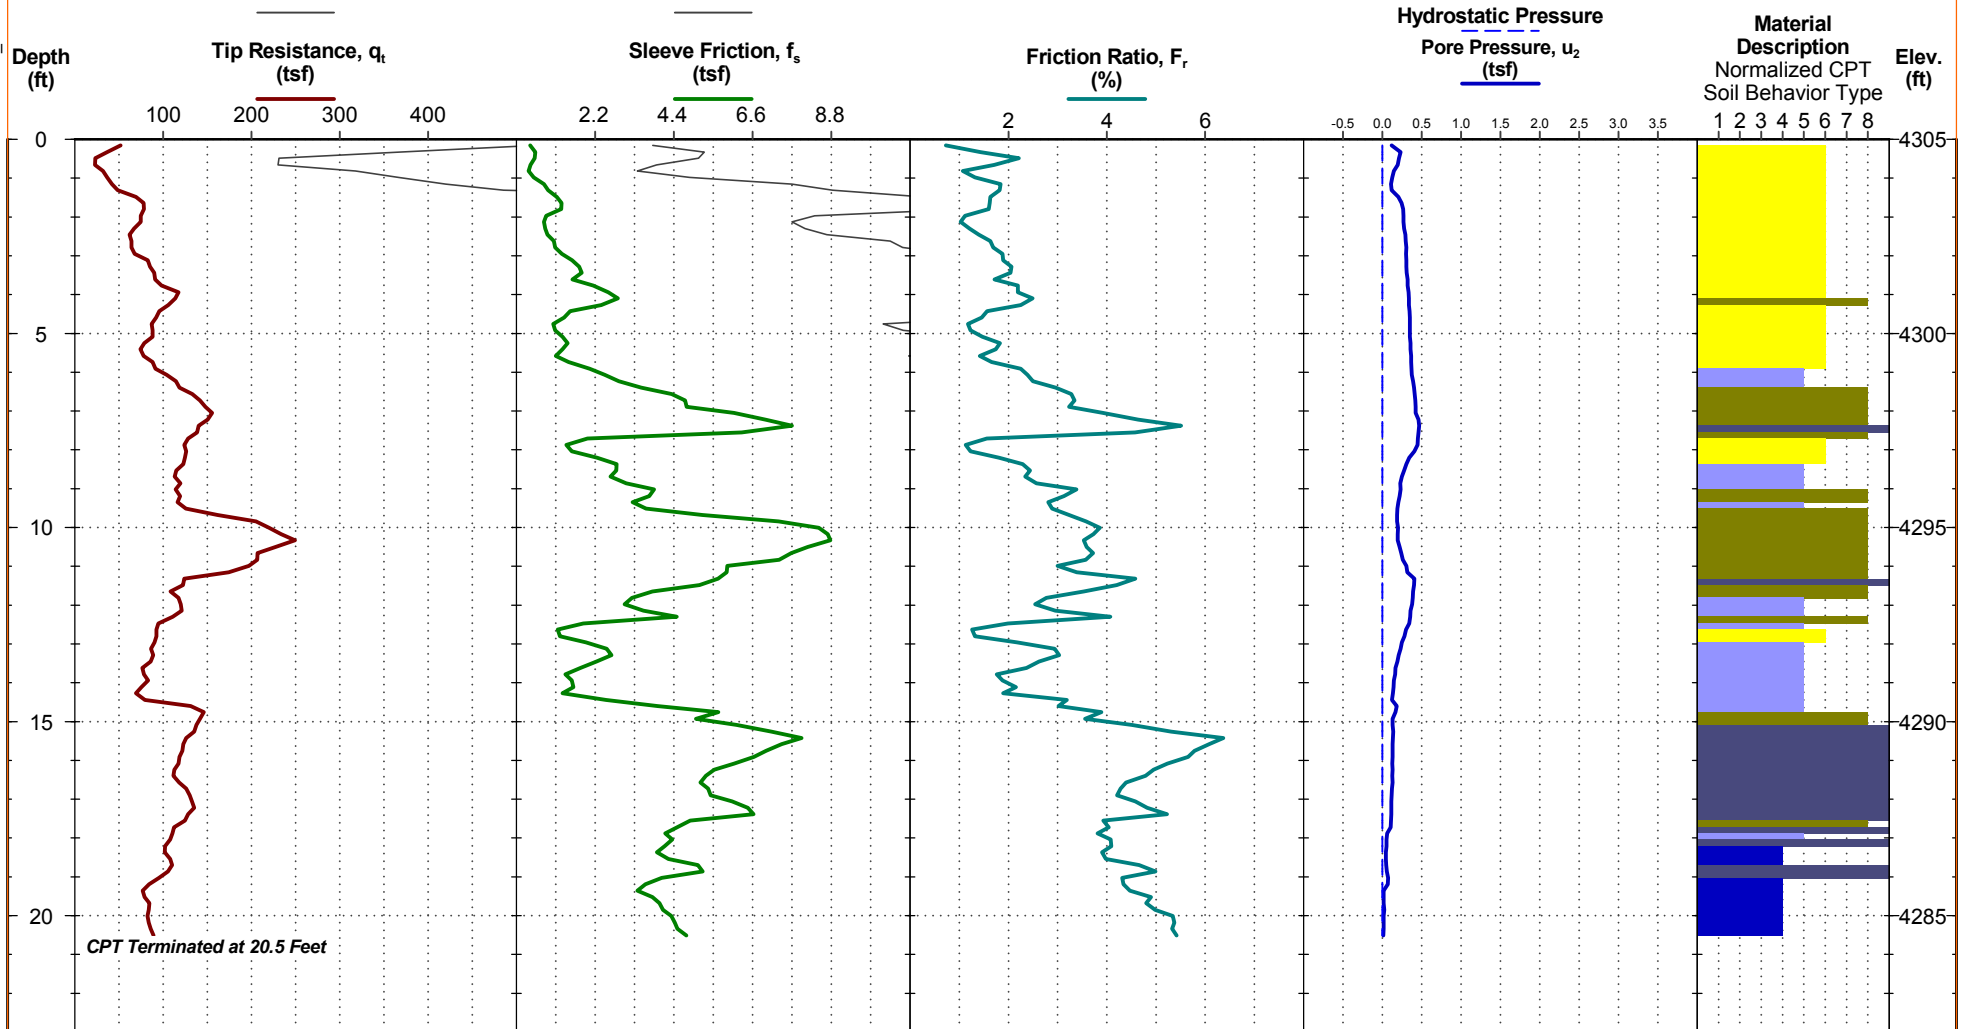 Depth
(ft)
Tip Resistance, qt
(tsf)
100 200 300 400
Sleeve Friction, fs
(tsf)
2.2 4.4 6.6 8.8
Friction Ratio, Fr
(%)
2 4 6
Hydrostatic Pressure
Pore Pressure, u2
(tsf)
-0.5 0.0 0.5 1.0 1.5 2.0 2.5 3.0 3.5
Material
Description
Normalized CPT
Soil Behavior Type
1 2 3 4 5 6 7 8
Elev.
(ft)
0 4305
5 4300
10 4295
15 4290
20 4285
CPT Terminated at 20.5 Feet